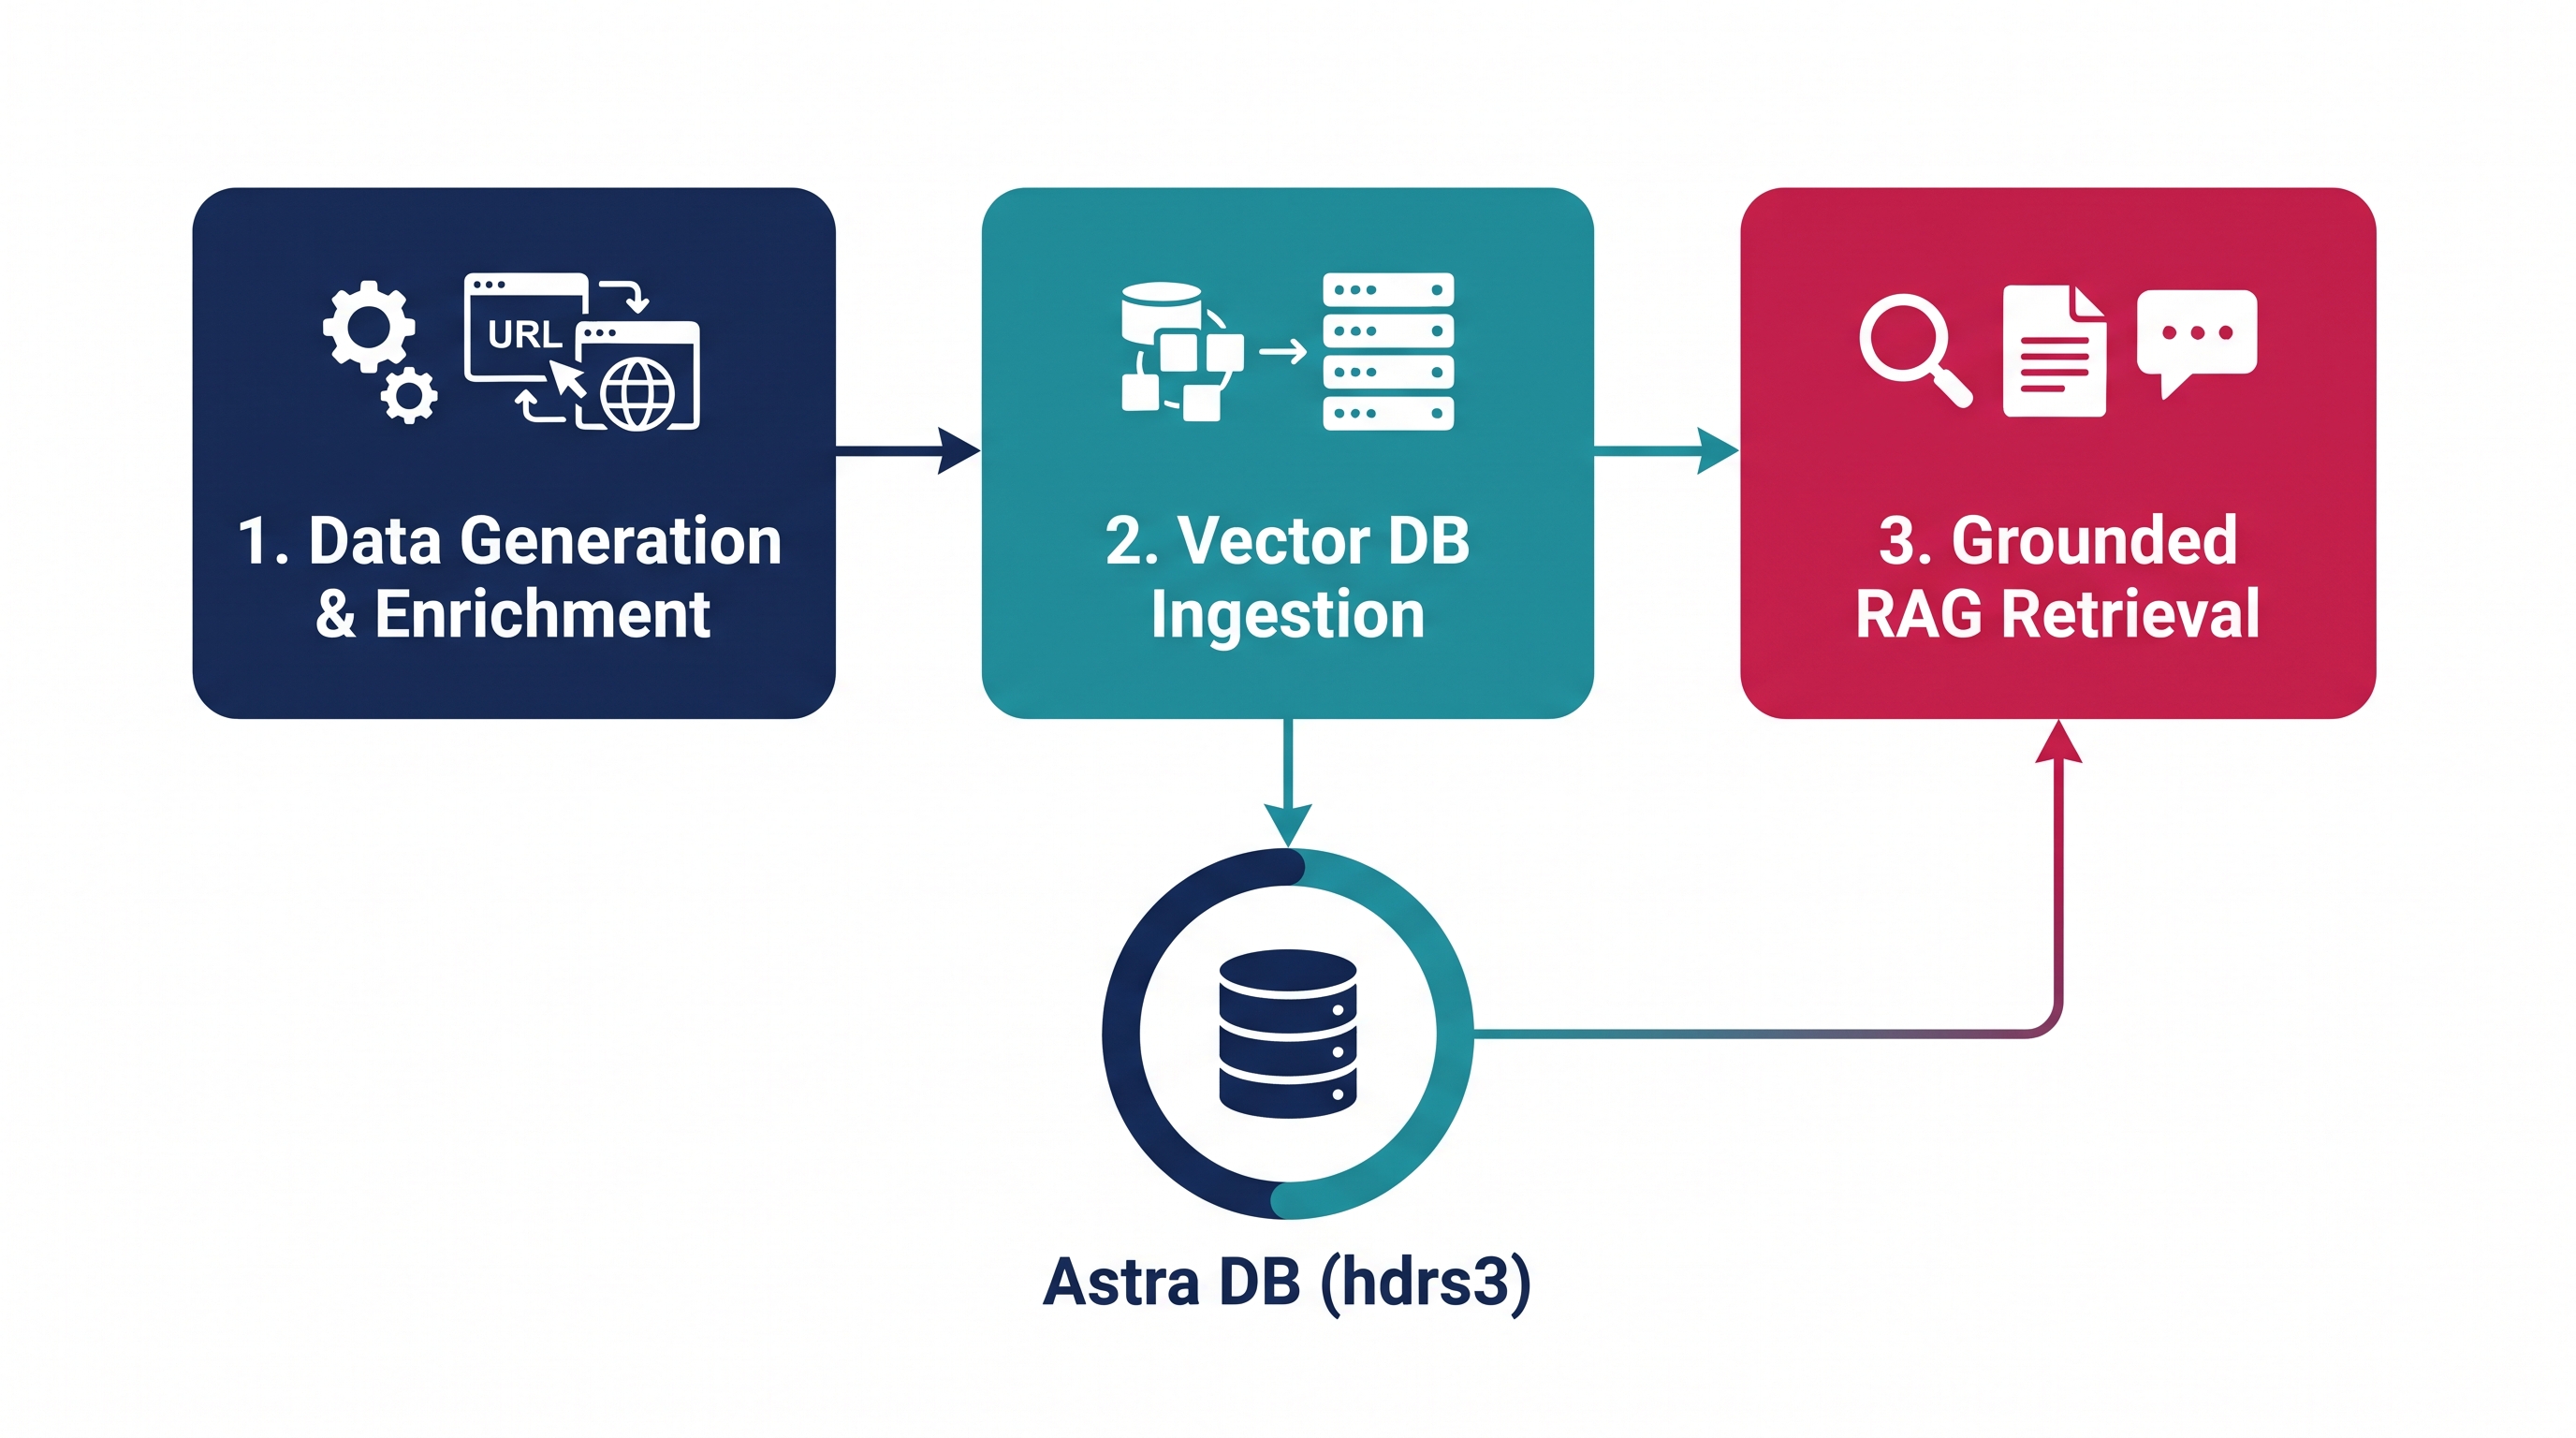 URL
1. Data Generation
& Enrichment
2. Vector DB
Ingestion
3. Grounded
RAG Retrieval
Astra DB (hdrs3)